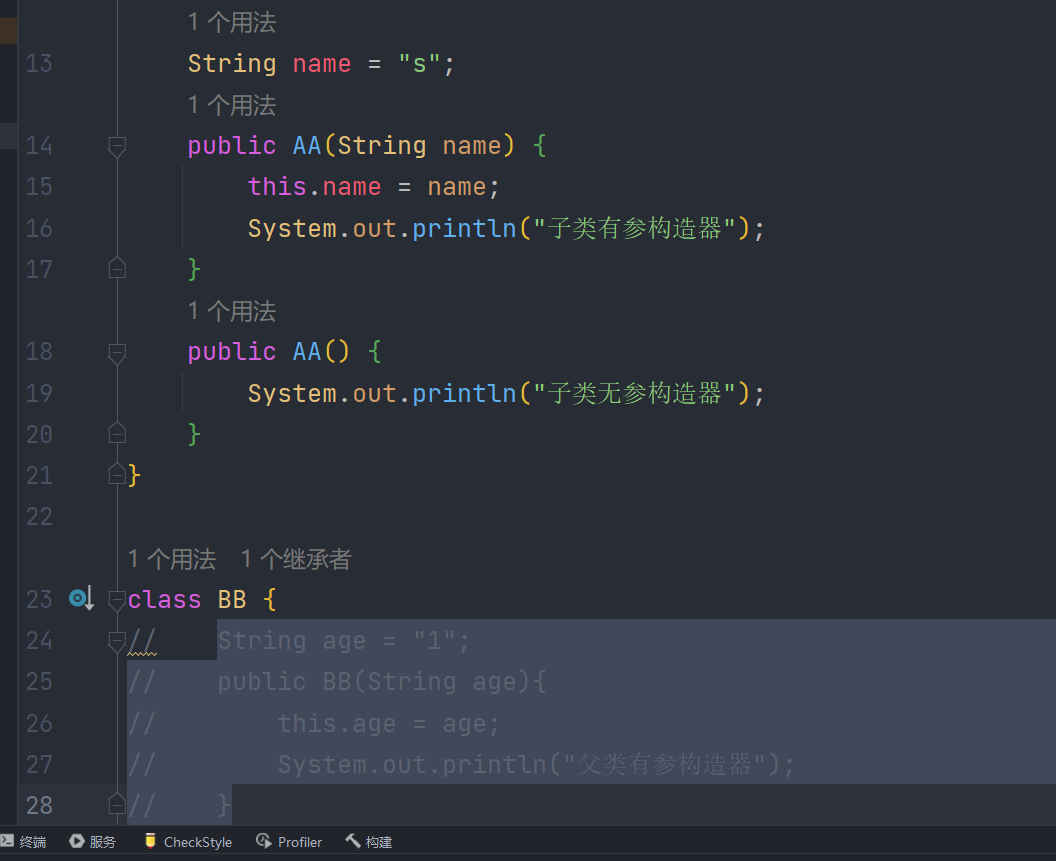 1 个用法
13 String name = "s";
1 个用法
14 public AA(String name) {
15 this.name = name;
16 System.out.println("子类有参构造器");
17 }
1 个用法
18 public AA() {
19 System.out.println("子类无参构造器");
20 }
21 }
22
1 个用法 1 个继承者
23 class BB {
24 // String age = "1";
25 // public BB(String age){
26 // this.age = age;
27 // System.out.println("父类有参构造器");
28 // }
终端 服务 CheckStyle Profiler 构建